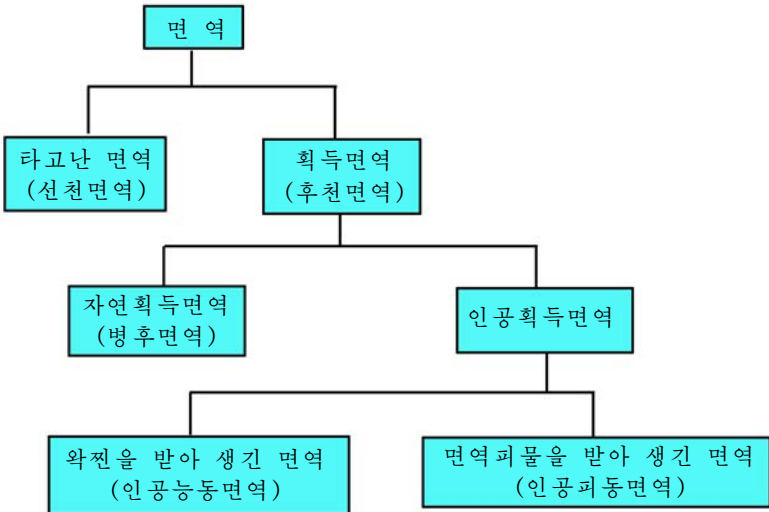 면 역
타고난 면역
(선천면역)
획득면역
(후천면역)
자연획득면역
(병후면역)
인공획득면역
왁찐을 받아 생긴 면역
(인공능동면역)
면역피물을 받아 생긴 면역
(인공피동면역)